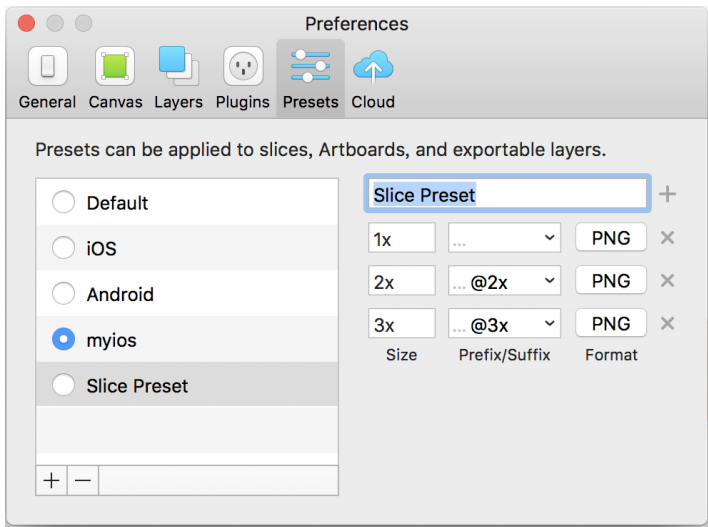 Preferences
General Canvas Layers Plugins Presets Cloud
Presets can be applied to slices, Artboards, and exportable layers.
Default
iOS
Android
myios
Slice Preset
Slice Preset
1x ... PNG
2x ... @2x PNG
3x ... @3x PNG
Size Prefix/Suffix Format